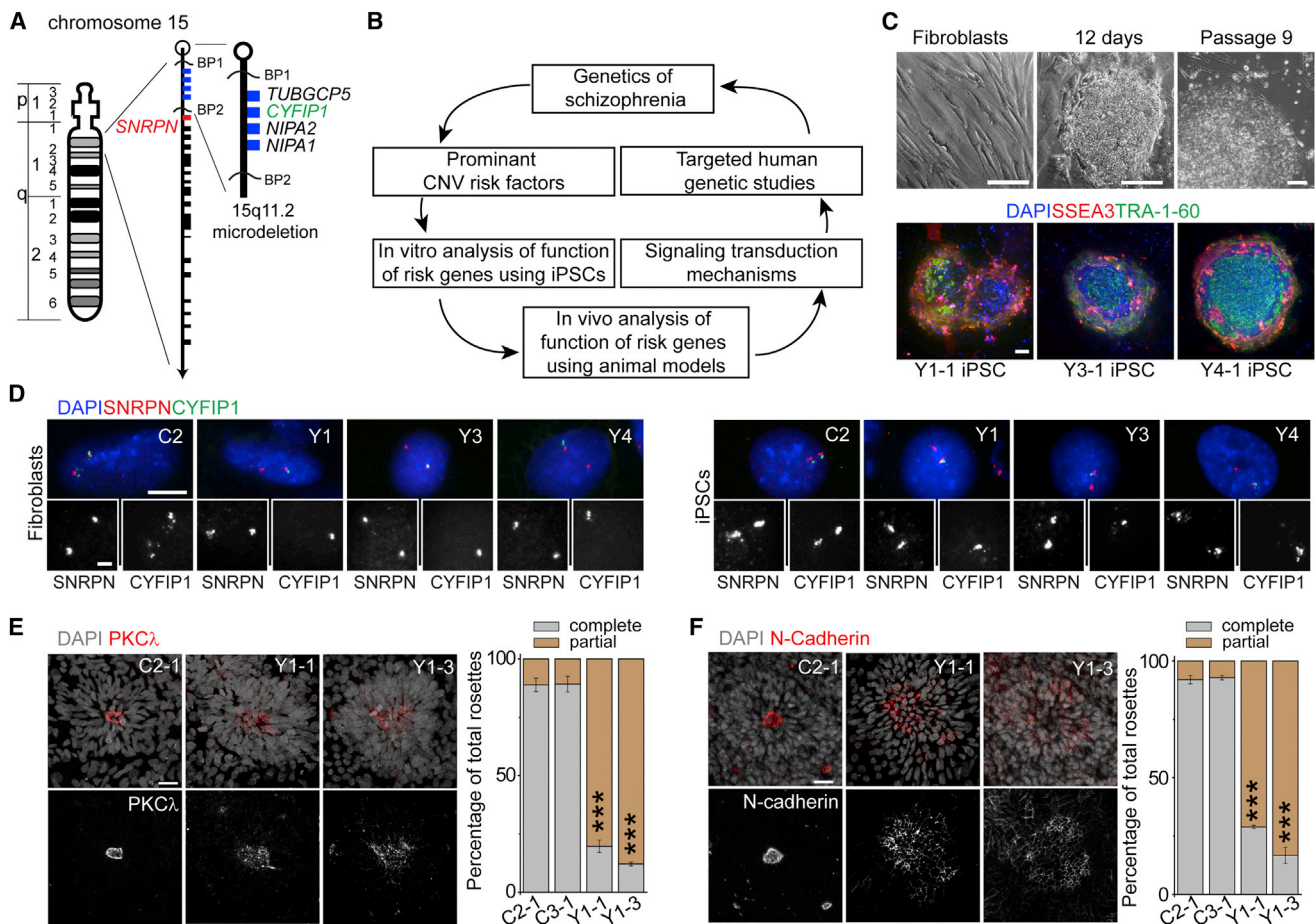 A
chromosome 15
p
1
3
2
1
q
1
1
2
3
4
5
2
1
2
3
4
5
6
BP1
BP2
SNRPN
BP1
TUBGCP5
CYFIP1
NIPA2
NIPA1
BP2
15q11.2
microdeletion
B
Genetics of
schizophrenia
Prominant
CNV risk factors
Targeted human
genetic studies
In vitro analysis of function
of risk genes using iPSCs
Signaling transduction
mechanisms
In vivo analysis of
function of risk genes
using animal models
C
Fibroblasts 12 days Passage 9
DAPISSEA3TRA-1-60
Y1-1 iPSC Y3-1 iPSC Y4-1 iPSC
D
DAPISNRPNCYFIP1
Fibroblasts
C2 Y1 Y3 Y4
SNRPN CYFIP1 SNRPN CYFIP1 SNRPN CYFIP1 SNRPN CYFIP1
iPSCs
C2 Y1 Y3 Y4
SNRPN CYFIP1 SNRPN CYFIP1 SNRPN CYFIP1 SNRPN CYFIP1
E
DAPI PKCλ
C2-1 Y1-1 Y1-3
PKCλ
complete
partial
Percentage of total rosettes
100
50
0
***
***
C2-1 C3-1 Y1-1 Y1-3
F
DAPI N-Cadherin
C2-1 Y1-1 Y1-3
N-cadherin
complete
partial
Percentage of total rosettes
100
50
0
***
***
C2-1 C3-1 Y1-1 Y1-3